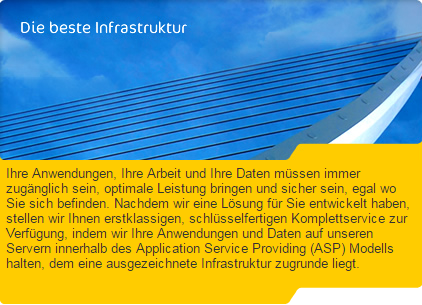 Die beste Infrastruktur
Ihre Anwendungen, Ihre Arbeit und Ihre Daten müssen immer
zugänglich sein, optimale Leistung bringen und sicher sein, egal wo
Sie sich befinden. Nachdem wir eine Lösung für Sie entwickelt haben,
stellen wir Ihnen erstklassigen, schlüsselfertigen Komplettservice zur
Verfügung, indem wir Ihre Anwendungen und Daten auf unseren
Servern innerhalb des Application Service Providing (ASP) Modells
halten, dem eine ausgezeichnete Infrastruktur zugrunde liegt.